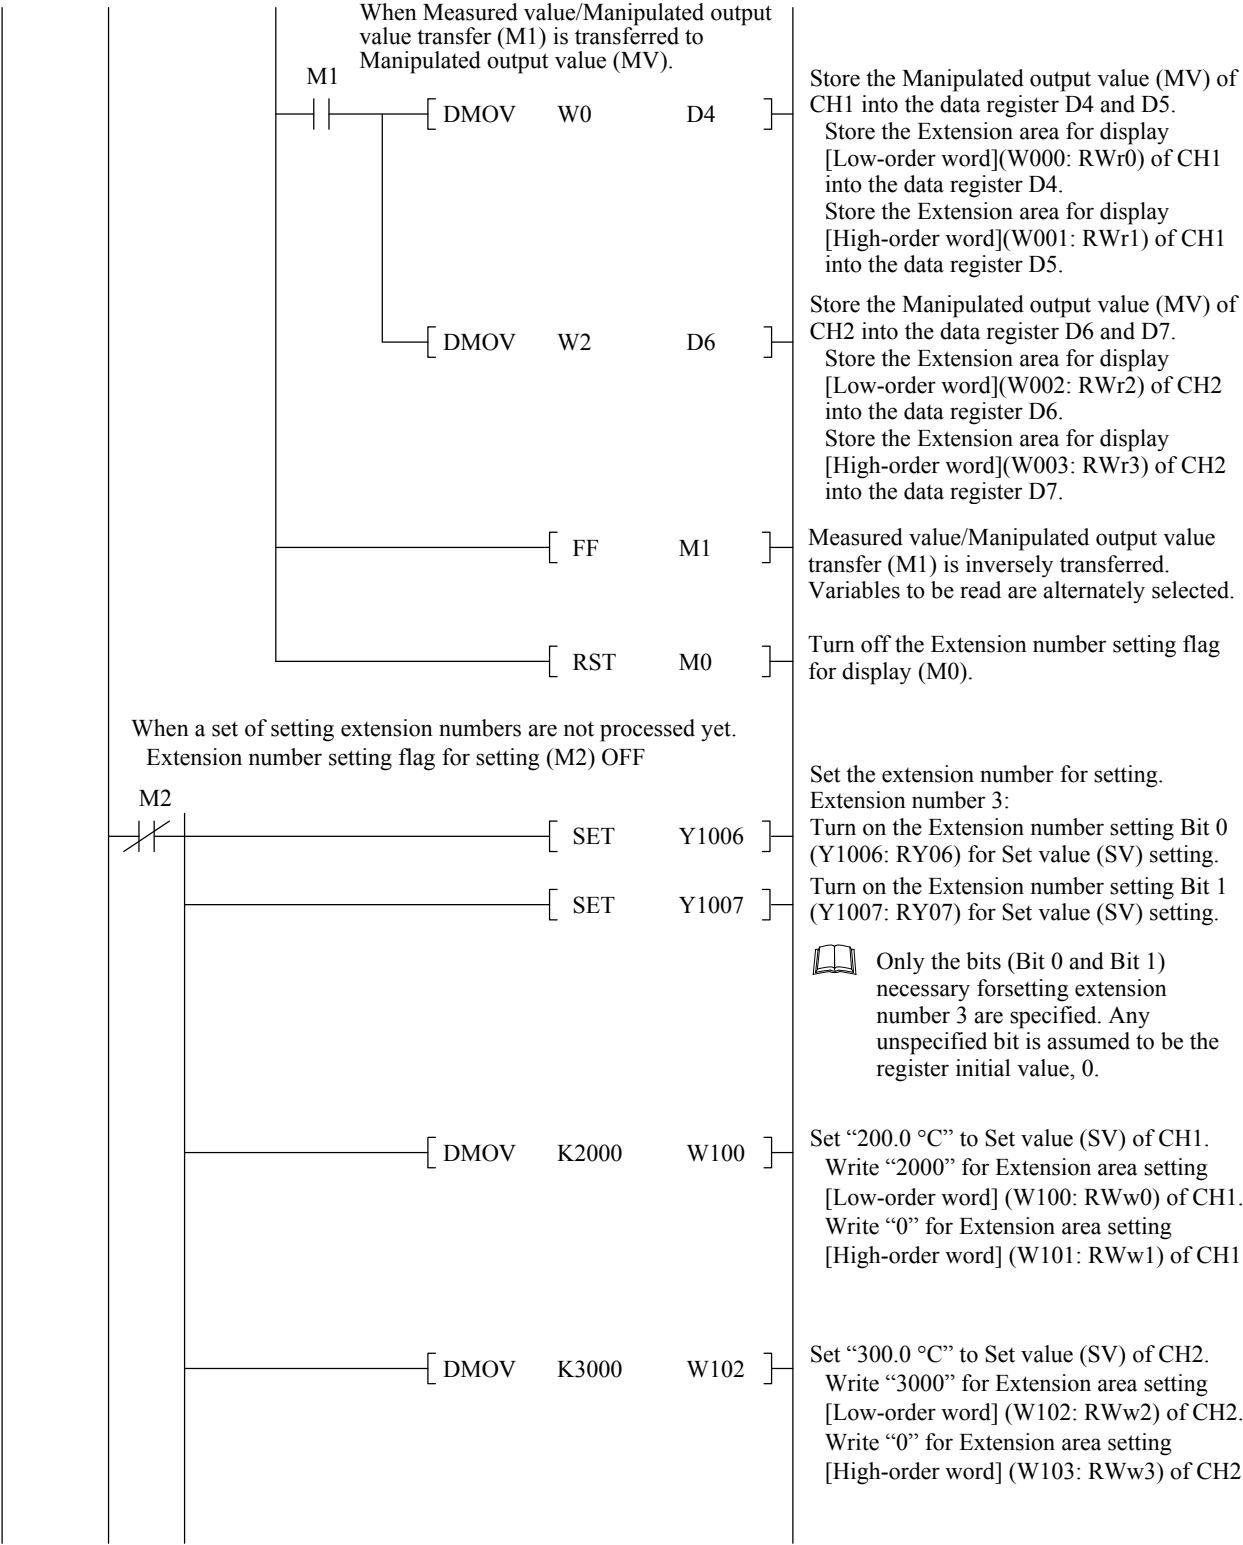 When Measured value/Manipulated output
value transfer (M1) is transferred to
Manipulated output value (MV).
M1
DMOV W0 D4
Store the Manipulated output value (MV) of
CH1 into the data register D4 and D5.
Store the Extension area for display
[Low-order word](W000: RWr0) of CH1
into the data register D4.
Store the Extension area for display
[High-order word](W001: RWr1) of CH1
into the data register D5.
DMOV W2 D6
Store the Manipulated output value (MV) of
CH2 into the data register D6 and D7.
Store the Extension area for display
[Low-order word](W002: RWr2) of CH2
into the data register D6.
Store the Extension area for display
[High-order word](W003: RWr3) of CH2
into the data register D7.
FF M1
Measured value/Manipulated output value
transfer (M1) is inversely transferred.
Variables to be read are alternately selected.
RST M0
Turn off the Extension number setting flag
for display (M0).
When a set of setting extension numbers are not processed yet.
Extension number setting flag for setting (M2) OFF
M2
Set the extension number for setting.
Extension number 3:
SET Y1006
Turn on the Extension number setting Bit 0
(Y1006: RY06) for Set value (SV) setting.
SET Y1007
Turn on the Extension number setting Bit 1
(Y1007: RY07) for Set value (SV) setting.
Only the bits (Bit 0 and Bit 1)
necessary forsetting extension
number 3 are specified. Any
unspecified bit is assumed to be the
register initial value, 0.
DMOV K2000 W100
Set “200.0 °C” to Set value (SV) of CH1.
Write “2000” for Extension area setting
[Low-order word] (W100: RWw0) of CH1.
Write “0” for Extension area setting
[High-order word] (W101: RWw1) of CH1
DMOV K3000 W102
Set “300.0 °C” to Set value (SV) of CH2.
Write “3000” for Extension area setting
[Low-order word] (W102: RWw2) of CH2.
Write “0” for Extension area setting
[High-order word] (W103: RWw3) of CH2